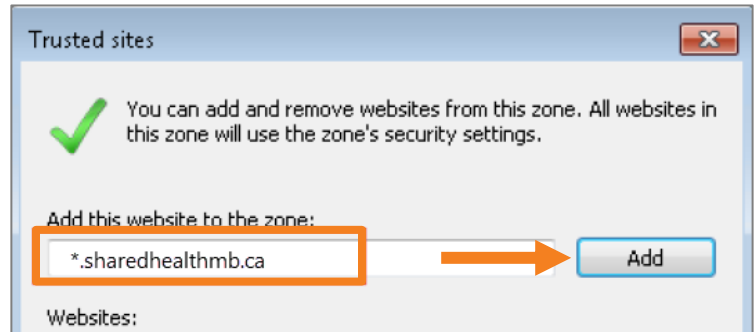 Trusted sites
You can add and remove websites from this zone. All websites in
this zone will use the zone's security settings.
Add this website to the zone:
*.sharedhealthmb.ca
Add
Websites: